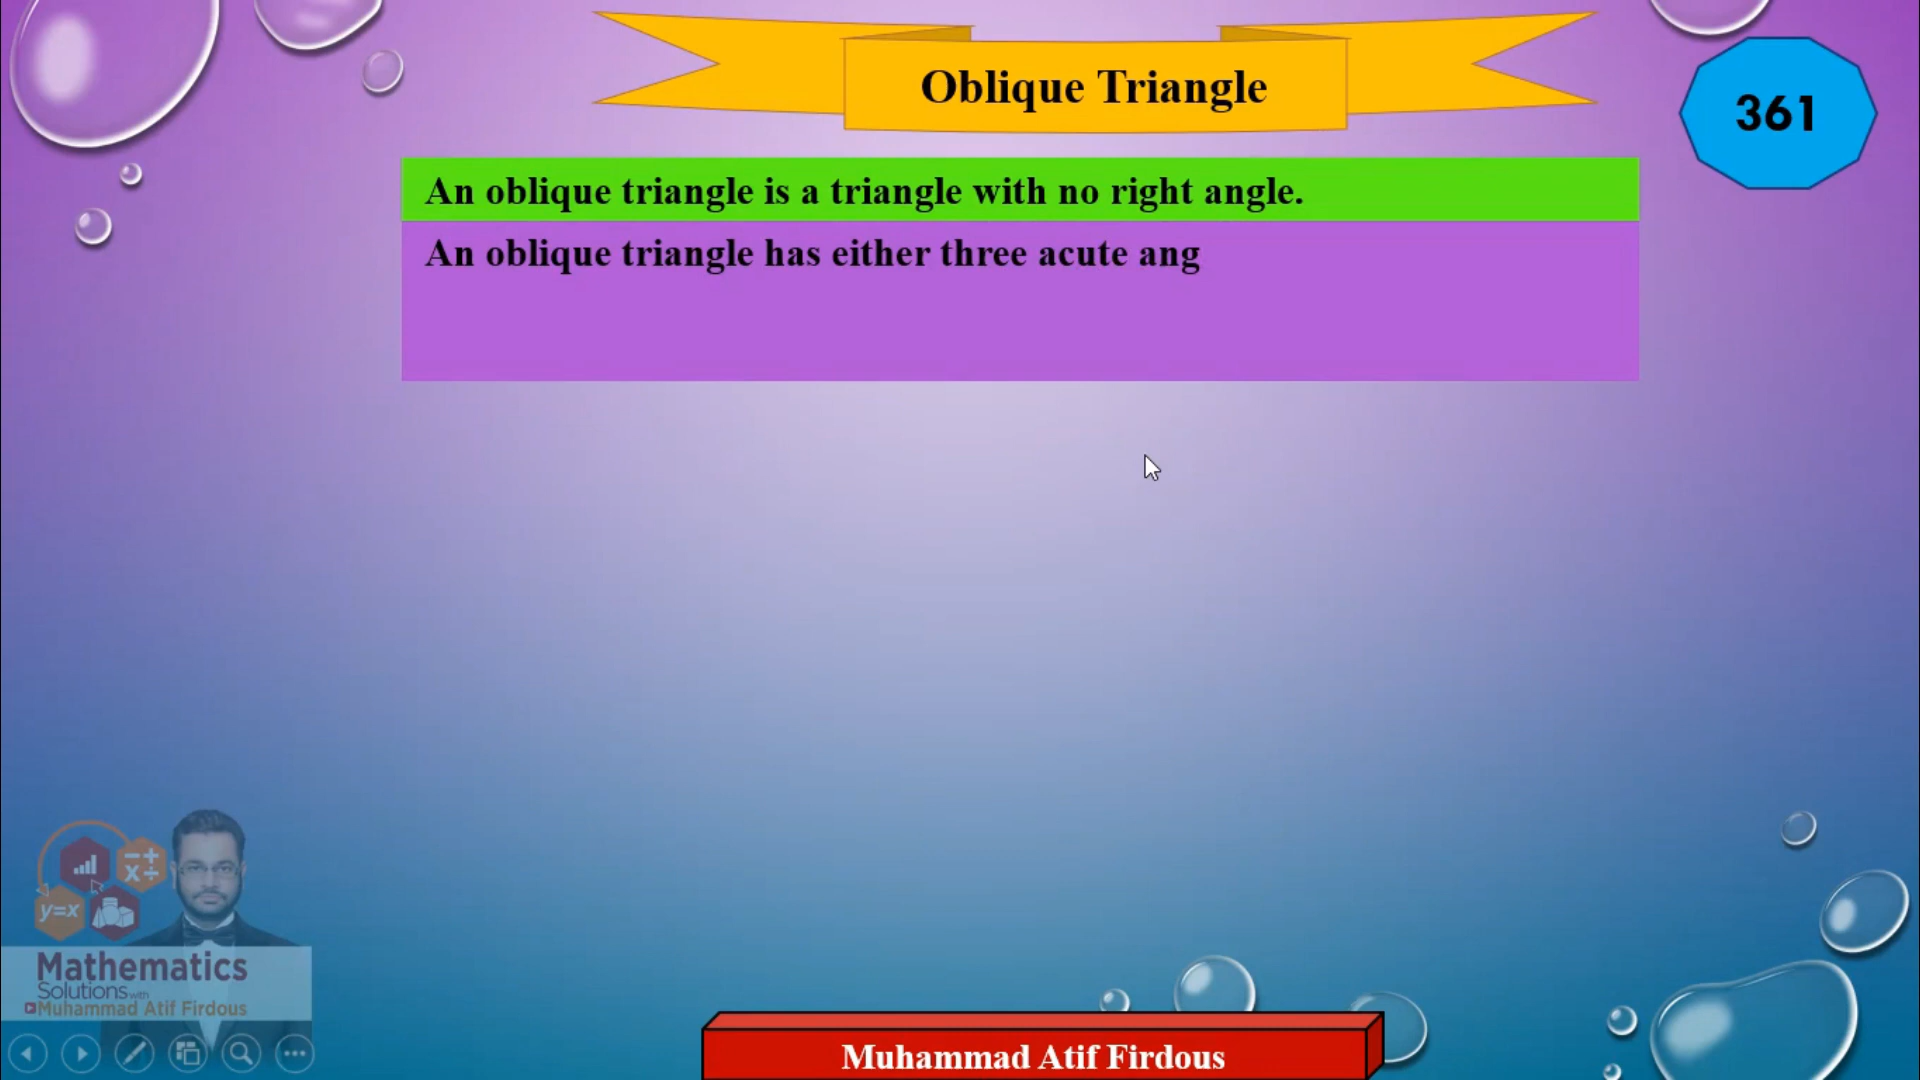 Oblique Triangle
361
An oblique triangle is a triangle with no right angle.
An oblique triangle has either three acute ang
y=x
Mathematics
Solutions with
Muhammad Atif Firdous
Muhammad Atif Firdous